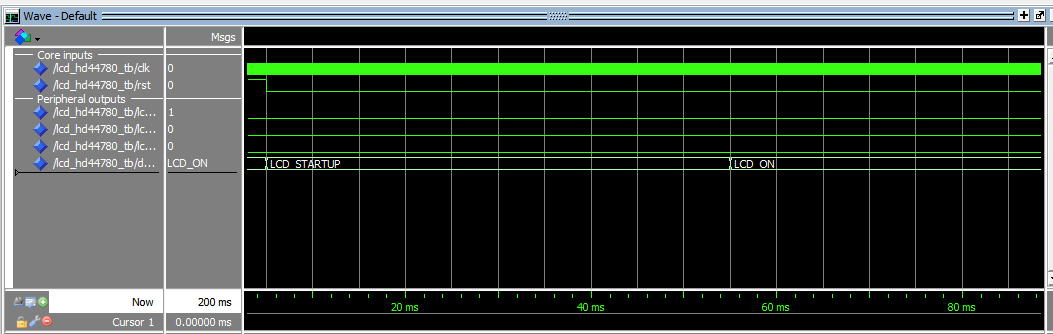 Wave - Default
Msgs
Core inputs
/lcd_hd44780_tb/clk 0
/lcd_hd44780_tb/rst 0
Peripheral outputs
/lcd_hd44780_tb/lc... 1
/lcd_hd44780_tb/lc... 0
/lcd_hd44780_tb/lc... 0
/lcd_hd44780_tb/d... LCD_ON LCD_STARTUP LCD_ON
Now 200 ms 20 ms 40 ms 60 ms 80 ms
Cursor 1 0.00000 ms